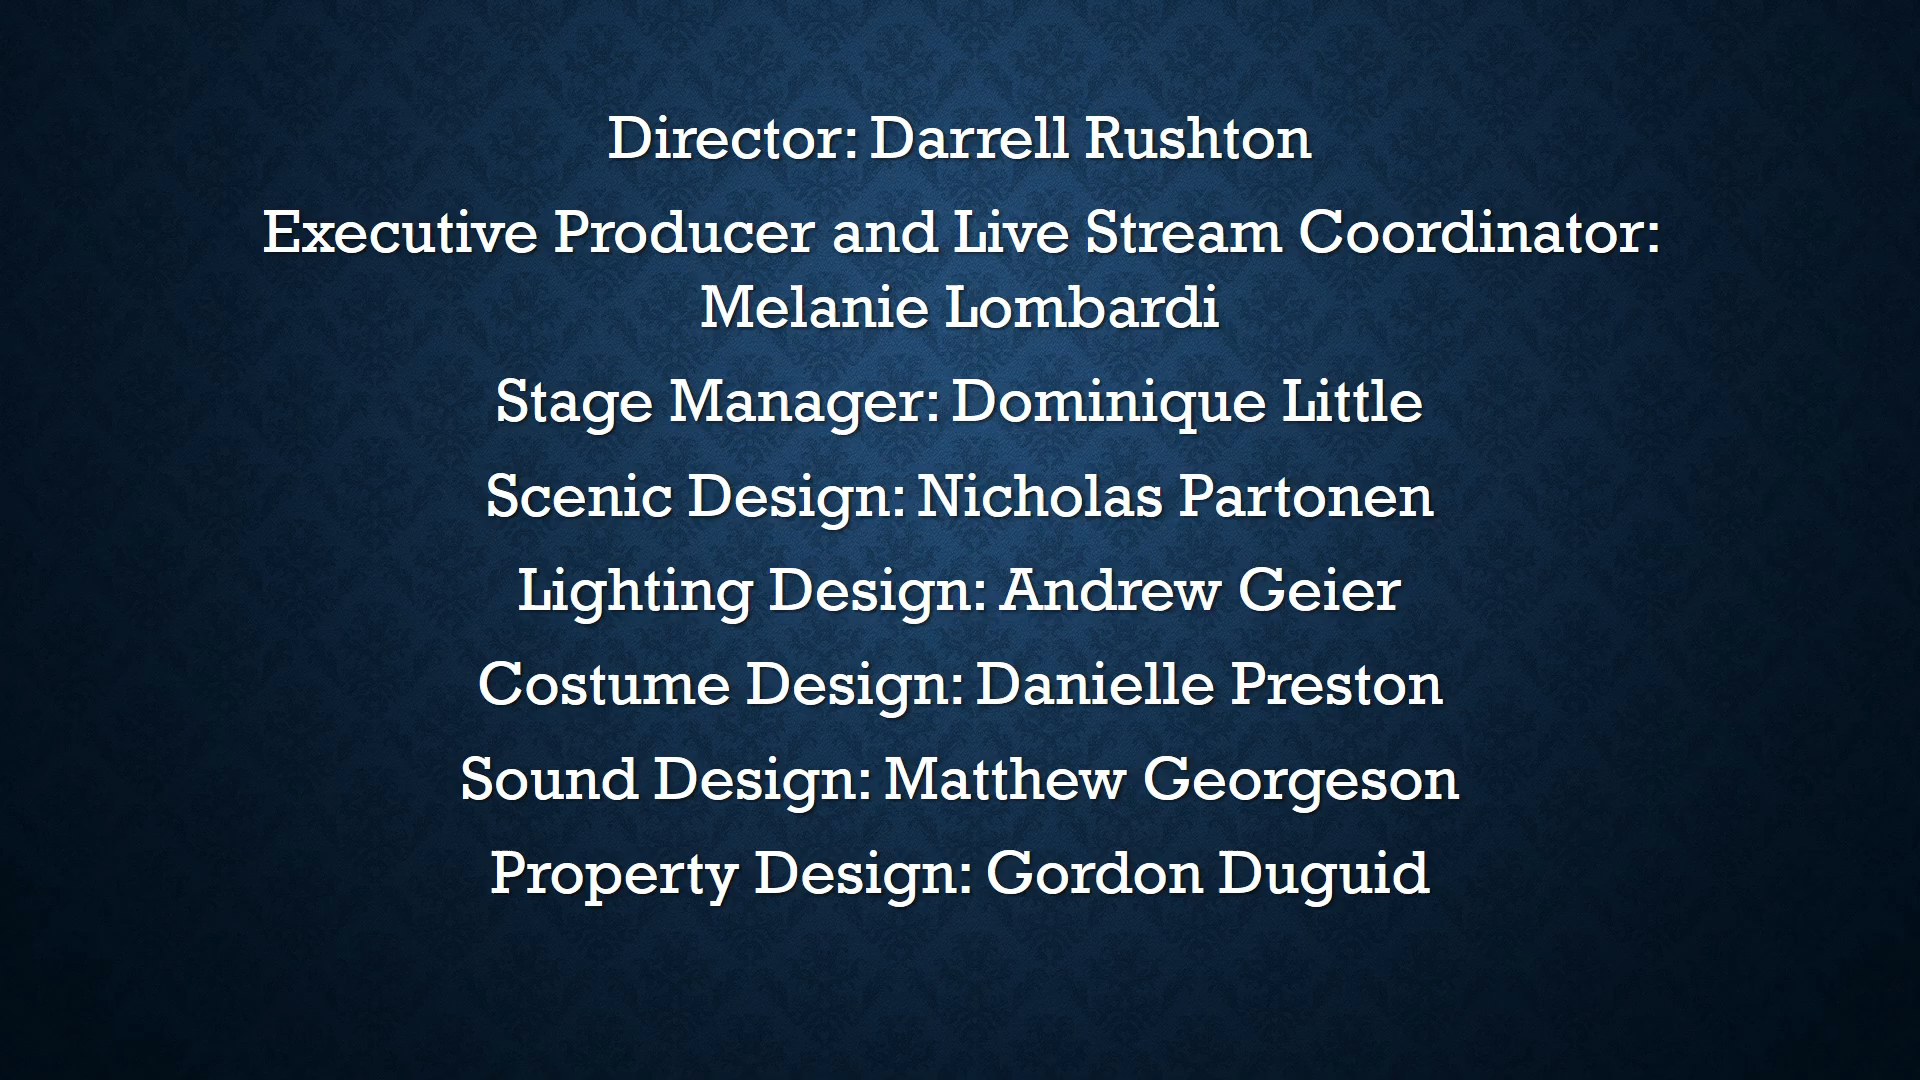 Director: Darrell Rushton
Executive Producer and Live Stream Coordinator:
Melanie Lombardi
Stage Manager: Dominique Little
Scenic Design: Nicholas Partonen
Lighting Design: Andrew Geier
Costume Design: Danielle Preston
Sound Design: Matthew Georgeson
Property Design: Gordon Duguid